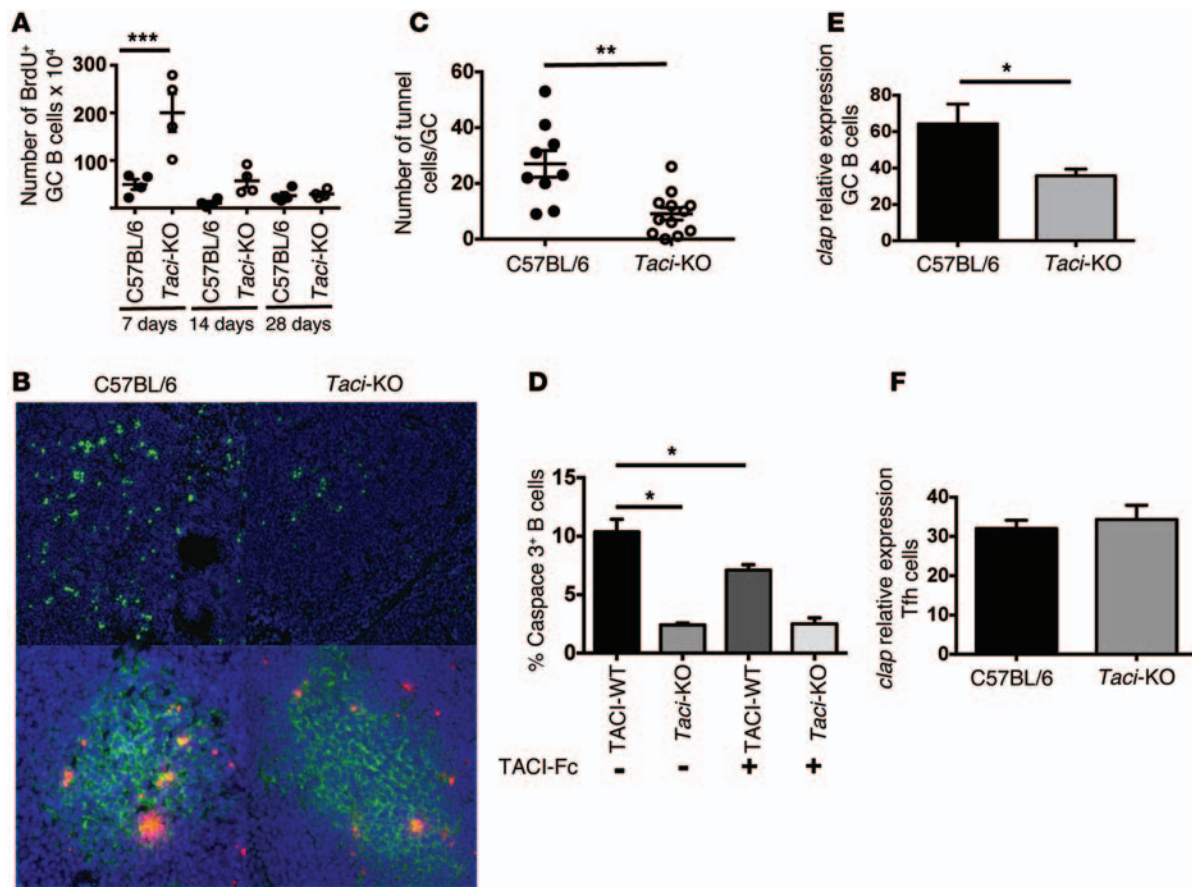 A
***
Number of BrdU⁺
GC B cells x 10⁴
300
200
100
C57BL/6
Taci-KO
C57BL/6
Taci-KO
C57BL/6
Taci-KO
7 days
14 days
28 days
B
C57BL/6
Taci-KO
C
**
Number of tunnel
cells/GC
60
40
20
0
C57BL/6
Taci-KO
D
*
*
% Caspace 3⁺ B cells
15
10
5
0
TACI-WT
Taci-KO
TACI-WT
Taci-KO
TACI-Fc
- - + +
E
*
clap relative expression
GC B cells
80
60
40
20
0
C57BL/6
Taci-KO
F
clap relative expression
Tfh cells
40
30
20
10
0
C57BL/6
Taci-KO